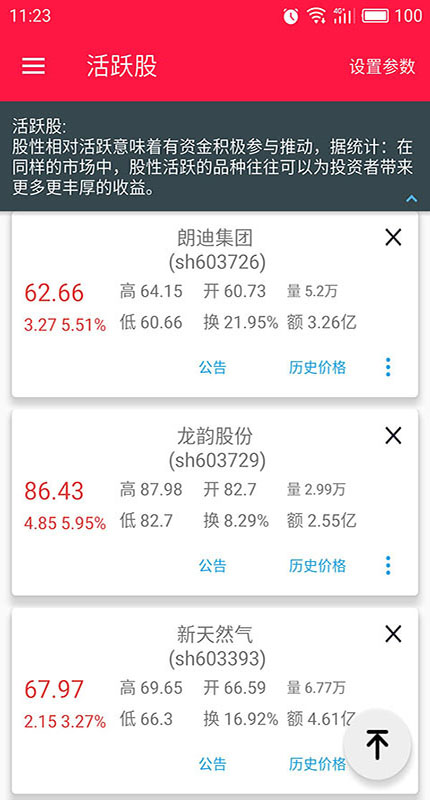 11:23
4G
100
活跃股
设置参数
活跃股:
股性相对活跃意味着有资金积极参与推动，据统计：在
同样的市场中，股性活跃的品种往往可以为投资者带来
更多更丰厚的收益。
朗迪集团
(sh603726)
62.66 高 64.15 开 60.73 量 5.2万
3.27 5.51% 低 60.66 换 21.95% 额 3.26亿
公告 历史价格
龙韵股份
(sh603729)
86.43 高 87.98 开 82.7 量 2.99万
4.85 5.95% 低 82.7 换 8.29% 额 2.55亿
公告 历史价格
新天然气
(sh603393)
67.97 高 69.65 开 66.59 量 6.77万
2.15 3.27% 低 66.3 换 16.92% 额 4.61亿
公告 历史价格